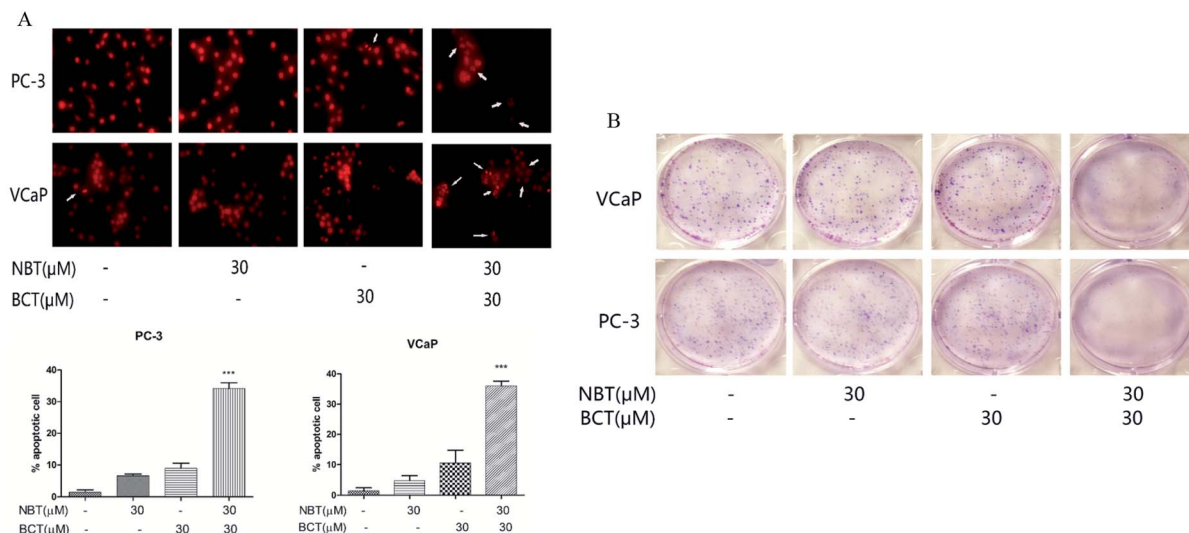 A
PC-3
VCaP
NBT(μM) - 30 - 30
BCT(μM) - - 30 30
PC-3
% apoptotic cell
40
30
20
10
0
***
NBT(μM) - 30 - 30
BCT(μM) - - 30 30
VCaP
% apoptotic cell
40
30
20
10
0
***
NBT(μM) - 30 - 30
BCT(μM) - - 30 30
B
VCaP
PC-3
NBT(μM) - 30 - 30
BCT(μM) - - 30 30